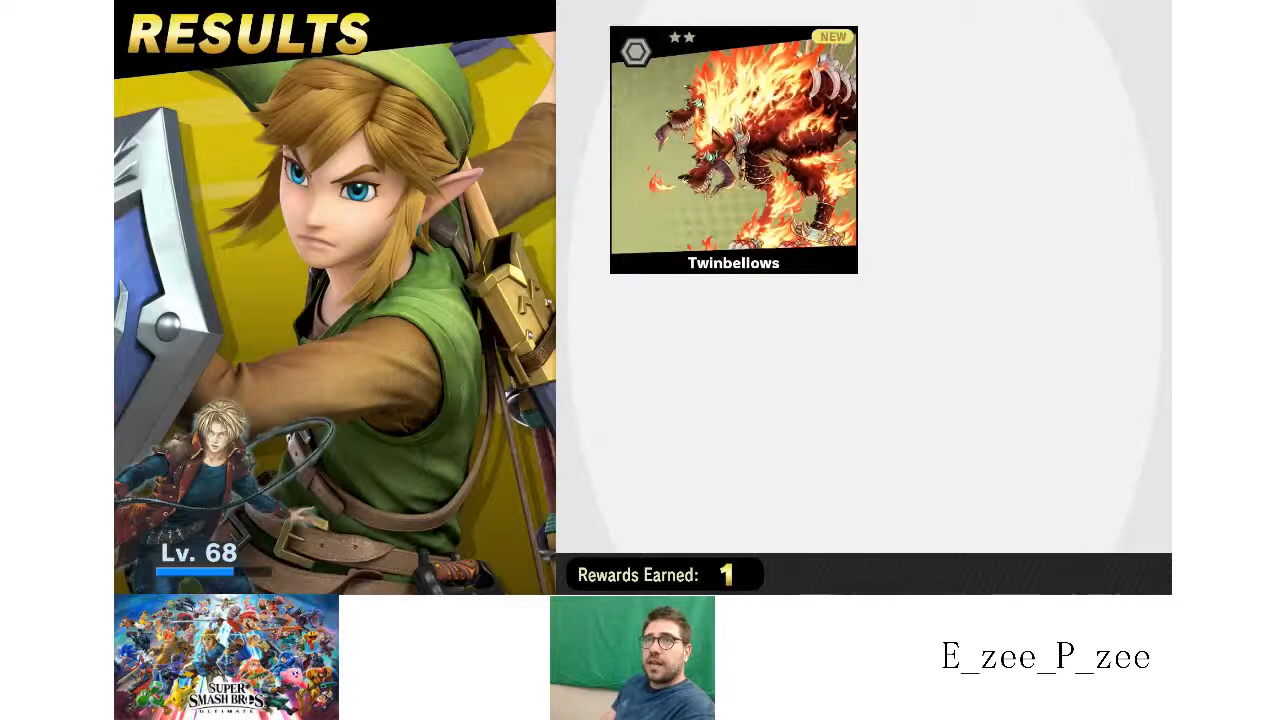 RESULTS
NEW
Twinbellows
Lv. 68
Rewards Earned: 1
SUPER
SMASH BROS.
ULTIMATE
E_zee_P_zee